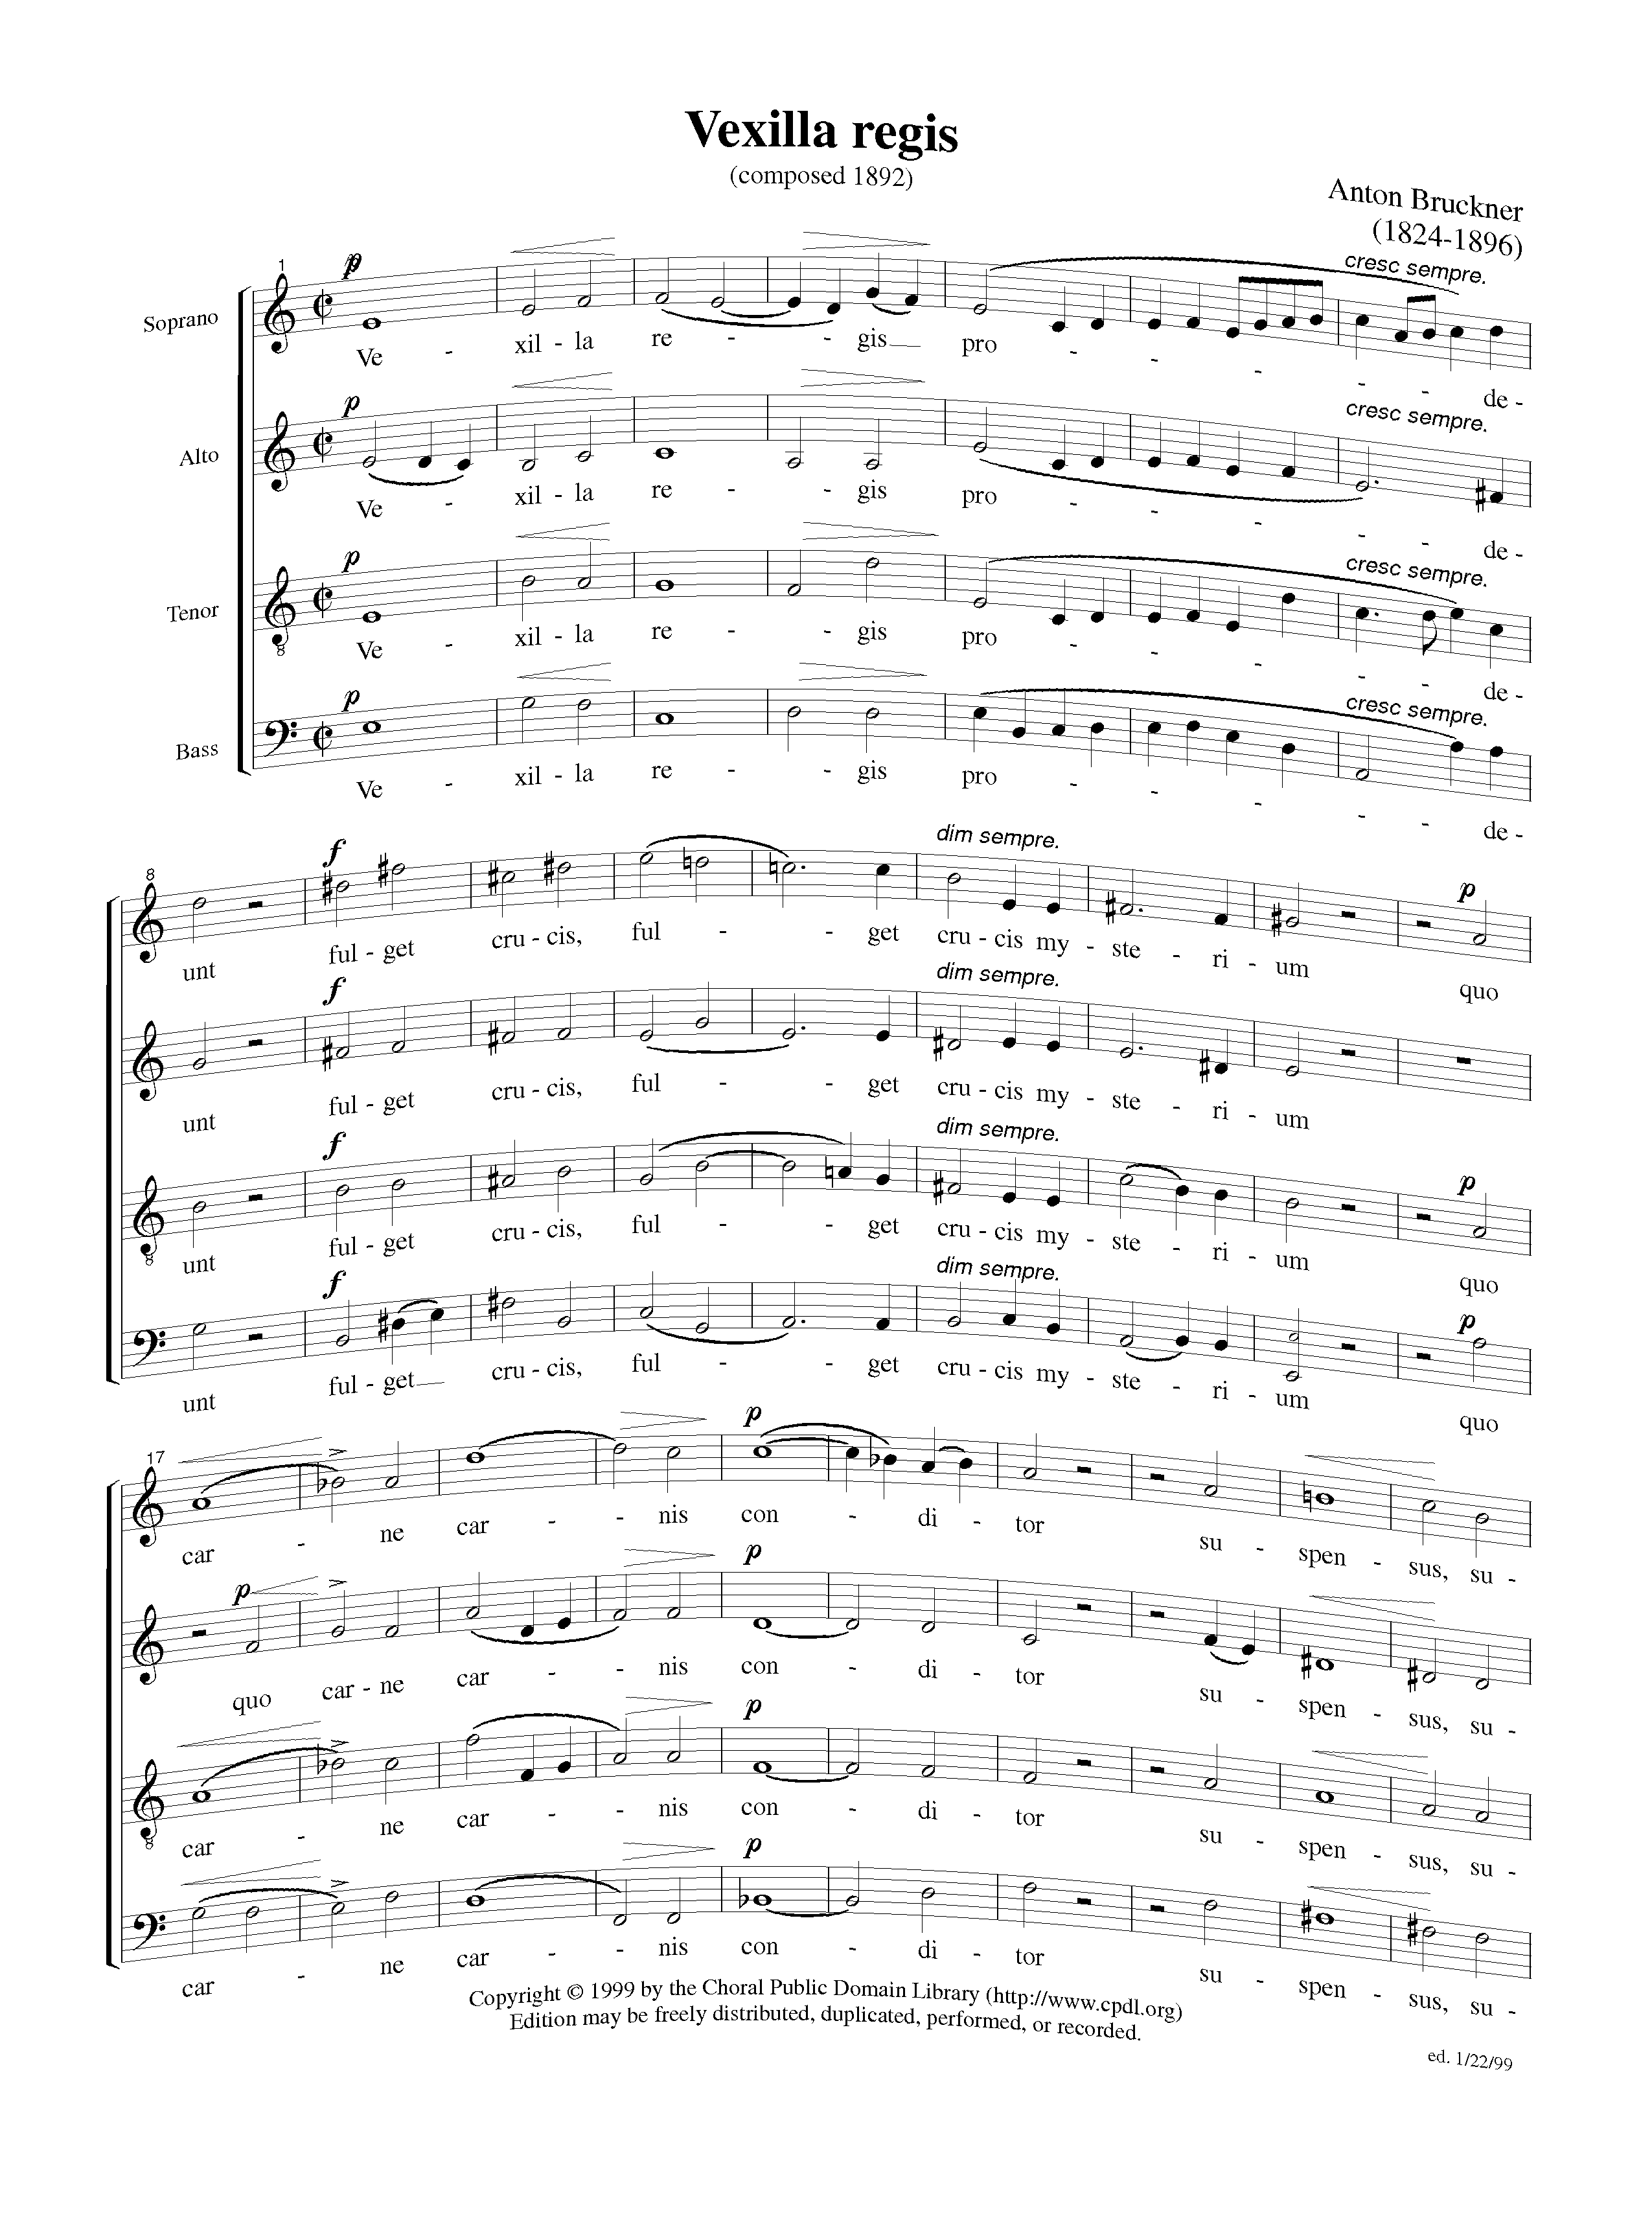 Vexilla regis
(composed 1892)
Anton Bruckner
(1824-1896)
1
p
cresc sempre.
Soprano
Ve - xil - la re - - gis pro - - - - - de -
p
cresc sempre.
Alto
Ve - xil - la re - - gis pro - - - - - de -
p
cresc sempre.
Tenor
Ve - xil - la re - - gis pro - - - - - de -
p
cresc sempre.
Bass
Ve - xil - la re - - gis pro - - - - - de -
8
f
dim sempre.
p
unt ful - get cru - cis, ful - - get cru - cis my - ste - ri - um quo
f
dim sempre.
unt ful - get cru - cis, ful - - get cru - cis my - ste - ri - um
f
dim sempre.
p
unt ful - get cru - cis, ful - - get cru - cis my - ste - ri - um quo
f
dim sempre.
p
unt ful - get cru - cis, ful - - get cru - cis my - ste - ri - um quo
17
p
car - ne car - - nis con - di - tor su - spen - sus, su -
p
p
quo car - ne car - - nis con - di - tor su - spen - sus, su -
p
car - ne car - - nis con - di - tor su - spen - sus, su -
p
car - ne car - - nis con - di - tor su - spen - sus, su -
Copyright © 1999 by the Choral Public Domain Library (http://www.cpdl.org)
Edition may be freely distributed, duplicated, performed, or recorded.
ed. 1/22/99